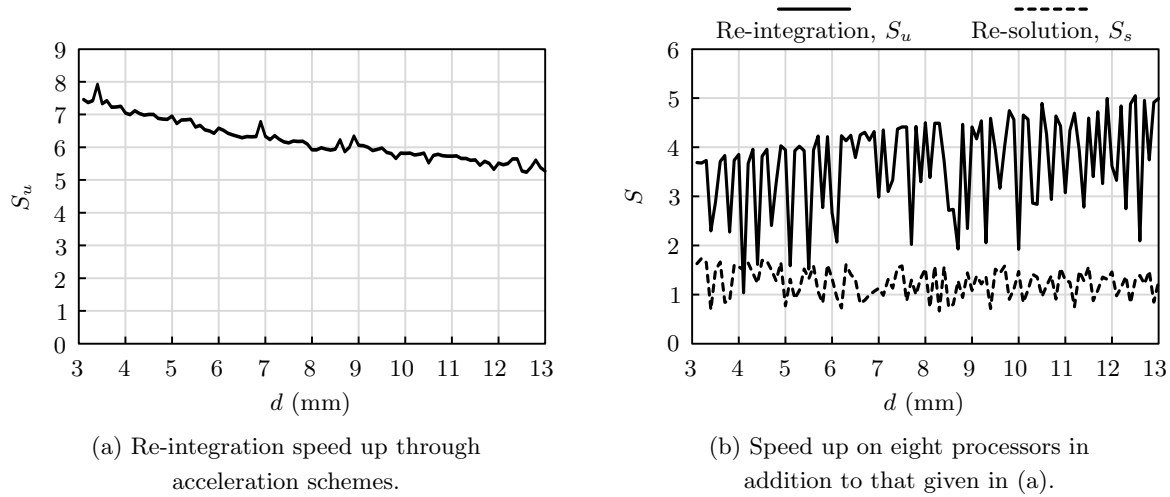 Re-integration, S_u Re-solution, S_s
9
8
7
6
5
4
3
2
1
0
S_u
3 4 5 6 7 8 9 10 11 12 13
d (mm)
(a) Re-integration speed up through
acceleration schemes.
6
5
4
3
2
1
0
S
3 4 5 6 7 8 9 10 11 12 13
d (mm)
(b) Speed up on eight processors in
addition to that given in (a).